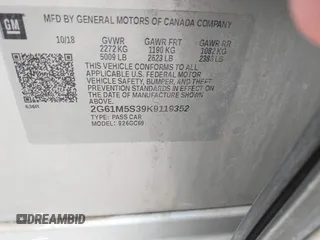 GM
MFD BY GENERAL MOTORS OF CANADA COMPANY
10/18 GVWR GAWR FRT GAWR RR
2272 KG 1190 KG 1082 KG
5009 LB 2623 LB 2385 LB
THIS VEHICLE CONFORMS TO ALL
APPLICABLE U.S. FEDERAL MOTOR
VEHICLE SAFETY, BUMPER, AND THEFT
PREVENTION STANDARDS IN EFFECT ON
THE DATE OF MANUFACTURE SHOWN ABOVE.
2G61M5S39K9119352
TYPE: PASS CAR
MODEL: 6GC69
DREAMBID